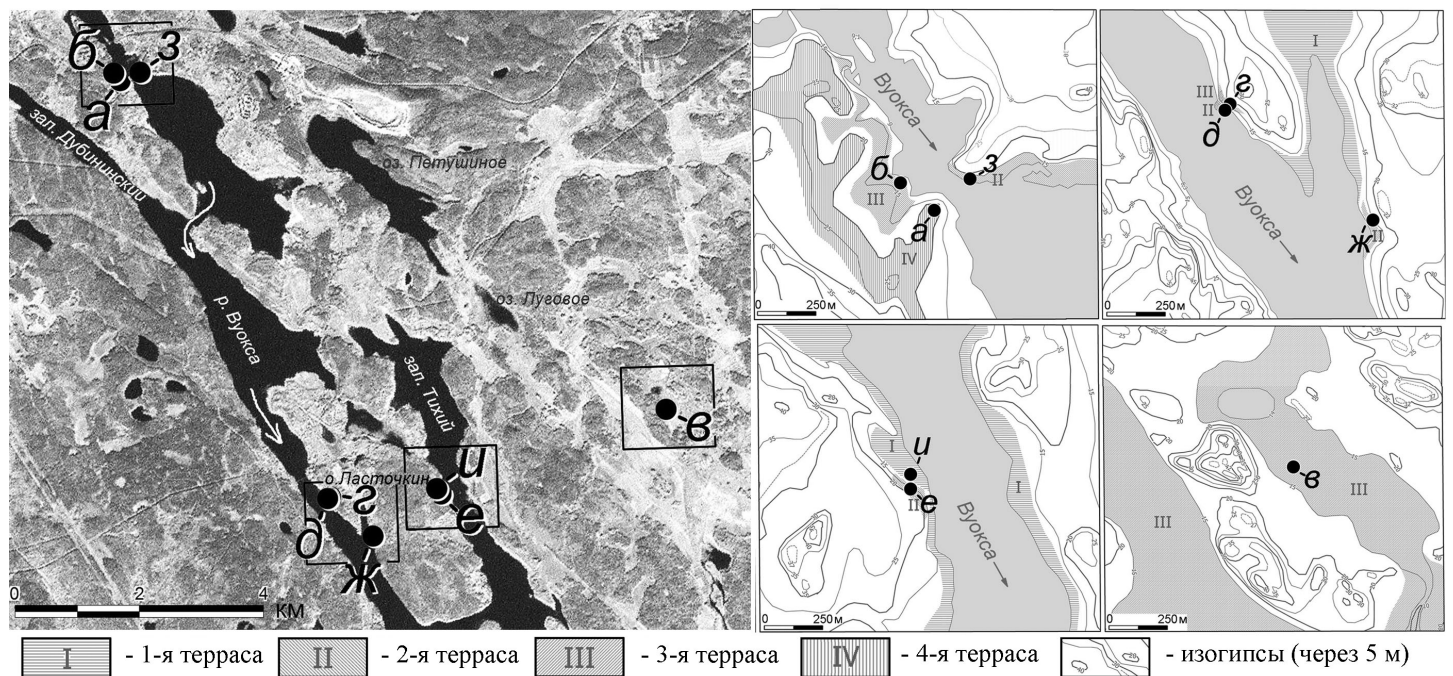 б
з
а
зал. Дубининский
оз. Петушиное
оз. Луговое
р. Вуокса
зал. Тихий
в
о.Ласточкин
и
г
е
д
ж
0
2
4
КМ
Вуокса
б
з
II
III
а
IV
0
250 м
I
III
г
II
д
Вуокса
ж
II
0
250 м
I
и
I
II
е
Вуокса
0
250 м
в
III
III
0
250 м
I - 1-я терраса
II - 2-я терраса
III - 3-я терраса
IV - 4-я терраса
- изогипсы (через 5 м)